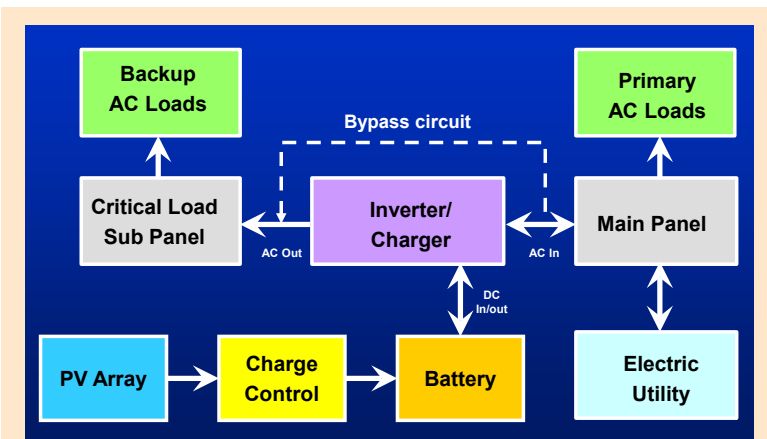 Backup
AC Loads
Primary
AC Loads
Bypass circuit
Critical Load
Sub Panel
Inverter/
Charger
Main Panel
AC Out
AC In
DC
In/out
PV Array
Charge
Control
Battery
Electric
Utility